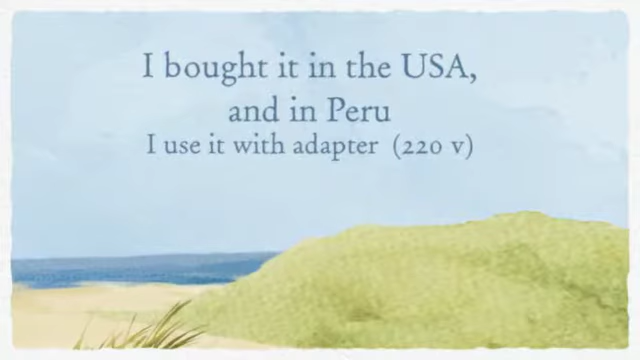 I bought it in the USA,
and in Peru
I use it with adapter (220 v)